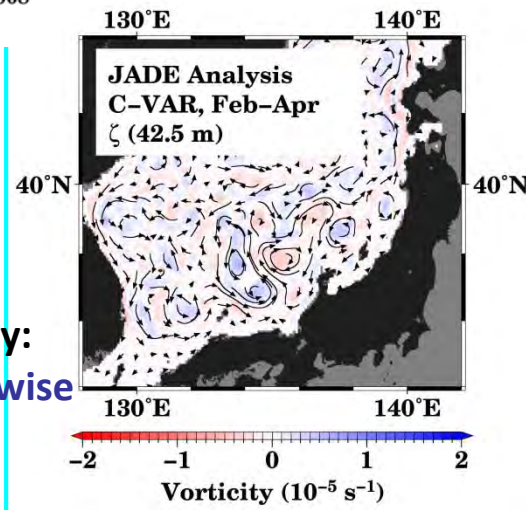 130°E 140°E
JADE Analysis
C-VAR, Feb-Apr
ζ (42.5 m)
40°N 40°N
y:
wise
130°E 140°E
-2 -1 0 1 2
Vorticity (10⁻⁵ s⁻¹)